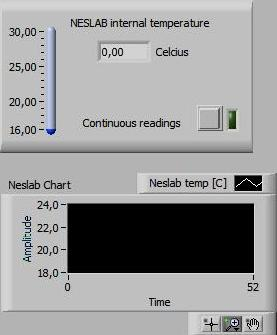 NESLAB internal temperature
30,00
0,00 Celcius
25,00
20,00
Continuous readings
16,00
Neslab Chart
Neslab temp [C]
24,0
22,0
20,0
18,0
Amplitude
0 52
Time